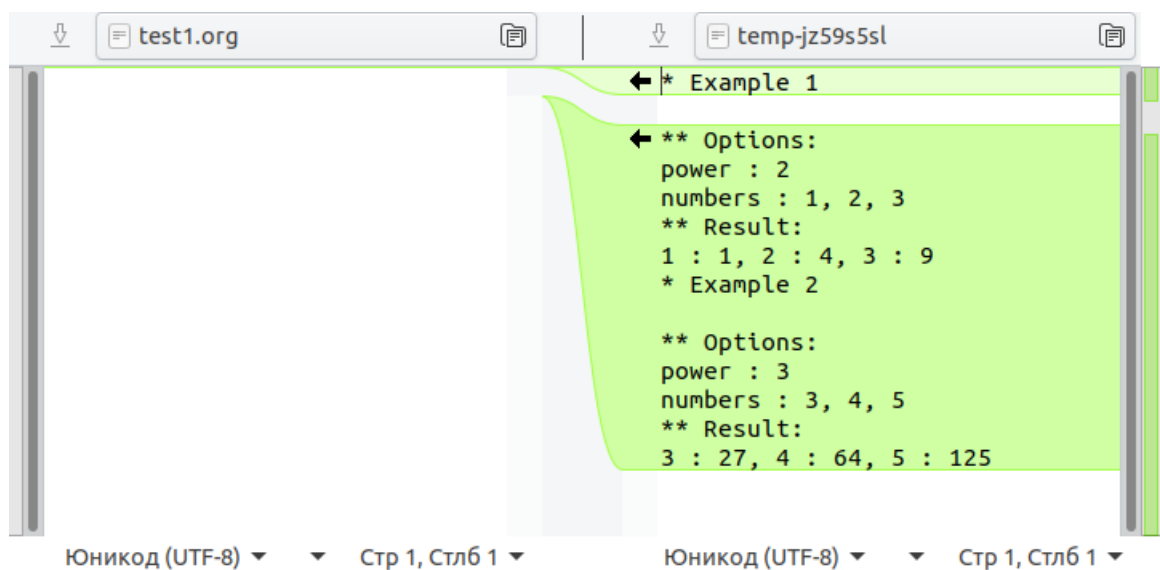 test1.org
temp-jz59s5sl
* Example 1
** Options:
power : 2
numbers : 1, 2, 3
** Result:
1 : 1, 2 : 4, 3 : 9
* Example 2
** Options:
power : 3
numbers : 3, 4, 5
** Result:
3 : 27, 4 : 64, 5 : 125
Юникод (UTF-8) Стр 1, Стлб 1
Юникод (UTF-8) Стр 1, Стлб 1